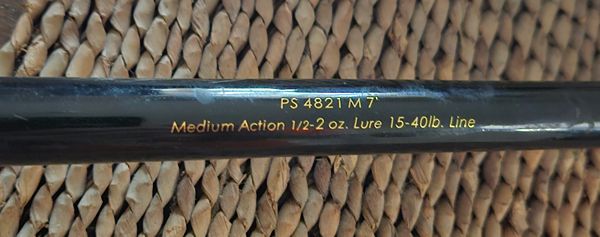 PS 4821 M 7'
Medium Action 1/2-2 oz. Lure 15-40lb. Line